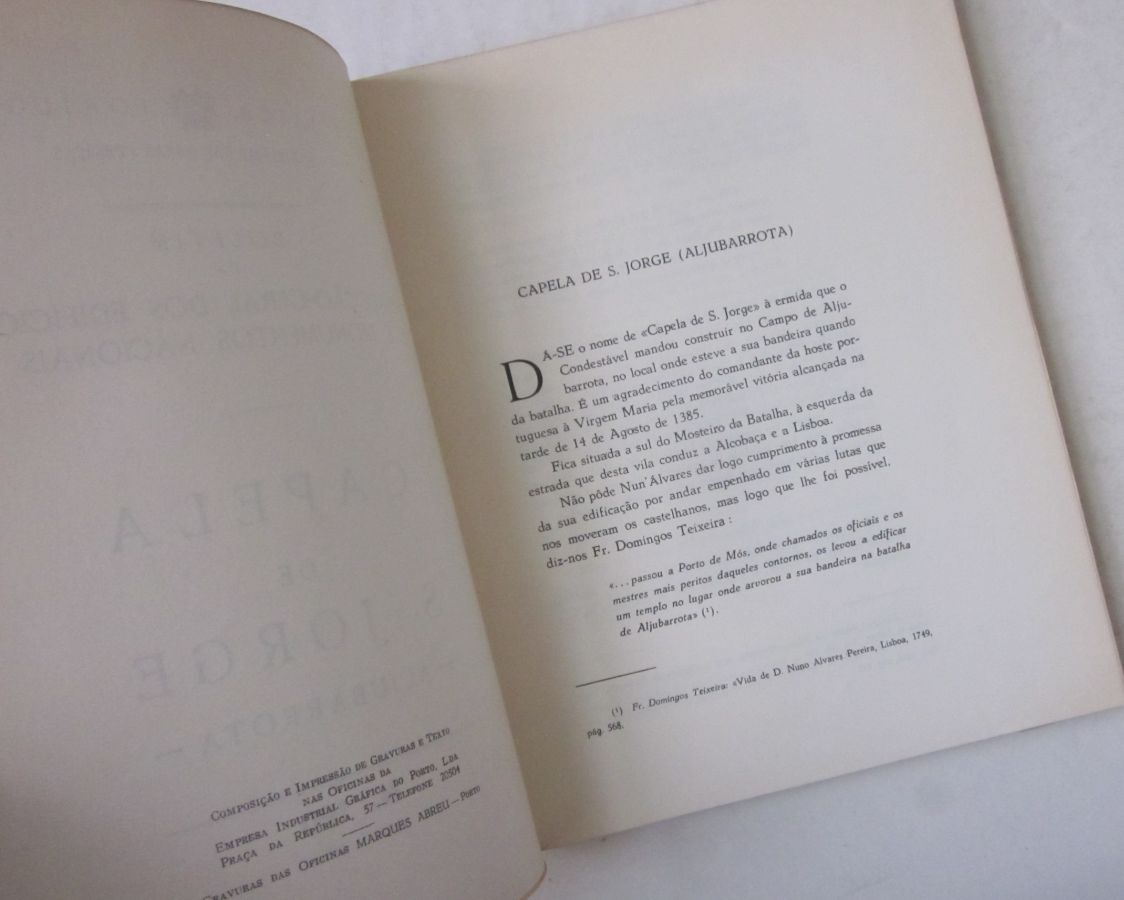 COMPOSIÇÃO E IMPRESSÃO DE GRAVURAS E TEXTO
NAS OFICINAS DA
EMPRESA INDUSTRIAL GRÁFICA DO PORTO, LDA
PRAÇA DA REPÚBLICA, 57 — TELEFONE 20504
GRAVURAS DAS OFICINAS MARQUES ABREU — PORTO
CAPELA DE S. JORGE (ALJUBARROTA)
DÁ-SE o nome de «Capela de S. Jorge» à ermida que o
Condestável mandou construir no Campo de Alju-
barrota, no local onde esteve a sua bandeira quando
da batalha. É um agradecimento do comandante da hoste por-
tuguesa à Virgem Maria pela memorável vitória alcançada na
tarde de 14 de Agosto de 1385.
Fica situada a sul do Mosteiro da Batalha, à esquerda da
estrada que desta vila conduz a Alcobaça e a Lisboa.
Não pôde Nun'Álvares dar logo cumprimento à promessa
da sua edificação por andar empenhado em várias lutas que
nos moveram os castelhanos, mas logo que lhe foi possível,
diz-nos Fr. Domingos Teixeira :
«...passou a Porto de Mós, onde chamados os oficiais e os
mestres mais peritos daqueles contornos, os levou a edificar
um templo no lugar onde arvorou a sua bandeira na batalha
de Aljubarrota» (¹).
(¹) Fr. Domingos Teixeira: «Vida de D. Nuno Alvares Pereira, Lisboa, 1749,
pág. 568.